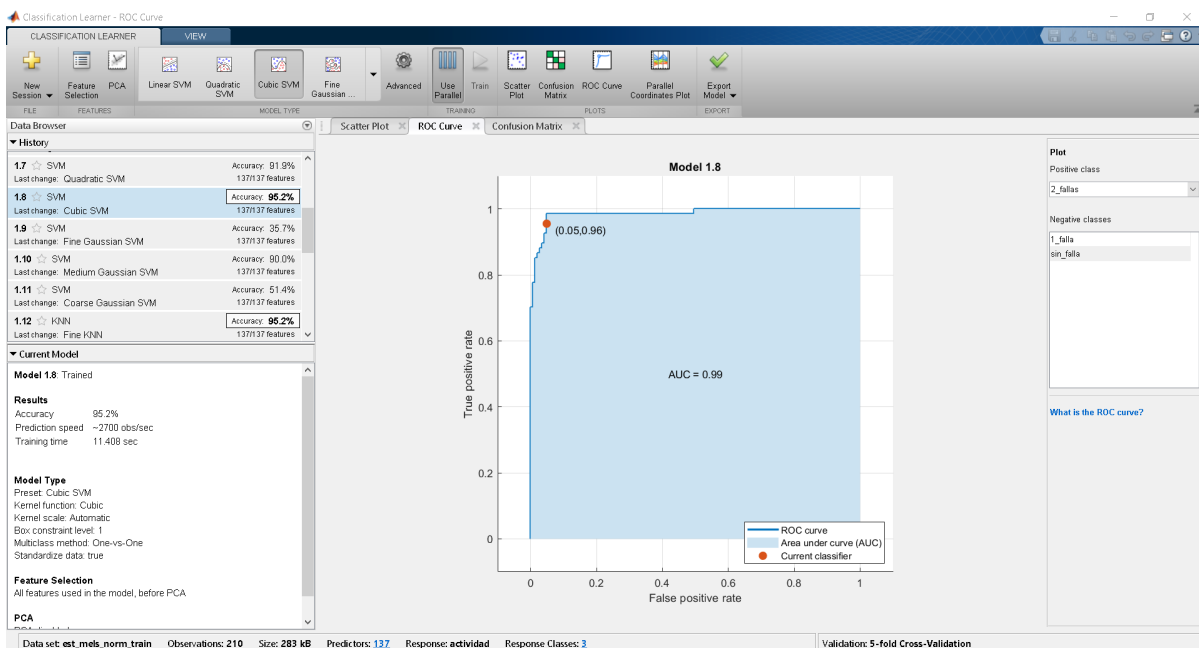 Classification Learner - ROC Curve
CLASSIFICATION LEARNER VIEW
New Session
Feature Selection
PCA
Linear SVM
Quadratic SVM
Cubic SVM
Fine Gaussian ...
Advanced
Use Parallel
Train
Scatter Plot
Confusion Matrix
ROC Curve
Parallel Coordinates Plot
Export Model
FILE FEATURES MODEL TYPE TRAINING PLOTS EXPORT
Data Browser
Scatter Plot ROC Curve Confusion Matrix
History
1.7 SVM Accuracy: 91.9%
Last change: Quadratic SVM 137/137 features
1.8 SVM Accuracy: 95.2%
Last change: Cubic SVM 137/137 features
1.9 SVM Accuracy: 35.7%
Last change: Fine Gaussian SVM 137/137 features
1.10 SVM Accuracy: 90.0%
Last change: Medium Gaussian SVM 137/137 features
1.11 SVM Accuracy: 51.4%
Last change: Coarse Gaussian SVM 137/137 features
1.12 KNN Accuracy: 95.2%
Last change: Fine KNN 137/137 features
Current Model
Model 1.8: Trained
Results
Accuracy 95.2%
Prediction speed ~2700 obs/sec
Training time 11.408 sec
Model Type
Preset: Cubic SVM
Kernel function: Cubic
Kernel scale: Automatic
Box constraint level: 1
Multiclass method: One-vs-One
Standardize data: true
Feature Selection
All features used in the model, before PCA
PCA
Model 1.8
1
0.8
0.6
0.4
0.2
0
True positive rate
(0.05,0.96)
AUC = 0.99
ROC curve
Area under curve (AUC)
Current classifier
0 0.2 0.4 0.6 0.8 1
False positive rate
Plot
Positive class
2_fallas
Negative classes
1_falla
sin_falla
What is the ROC curve?
Data set: est_mels_norm_train Observations: 210 Size: 283 kB Predictors: 137 Response: actividad Response Classes: 3 Validation: 5-fold Cross-Validation